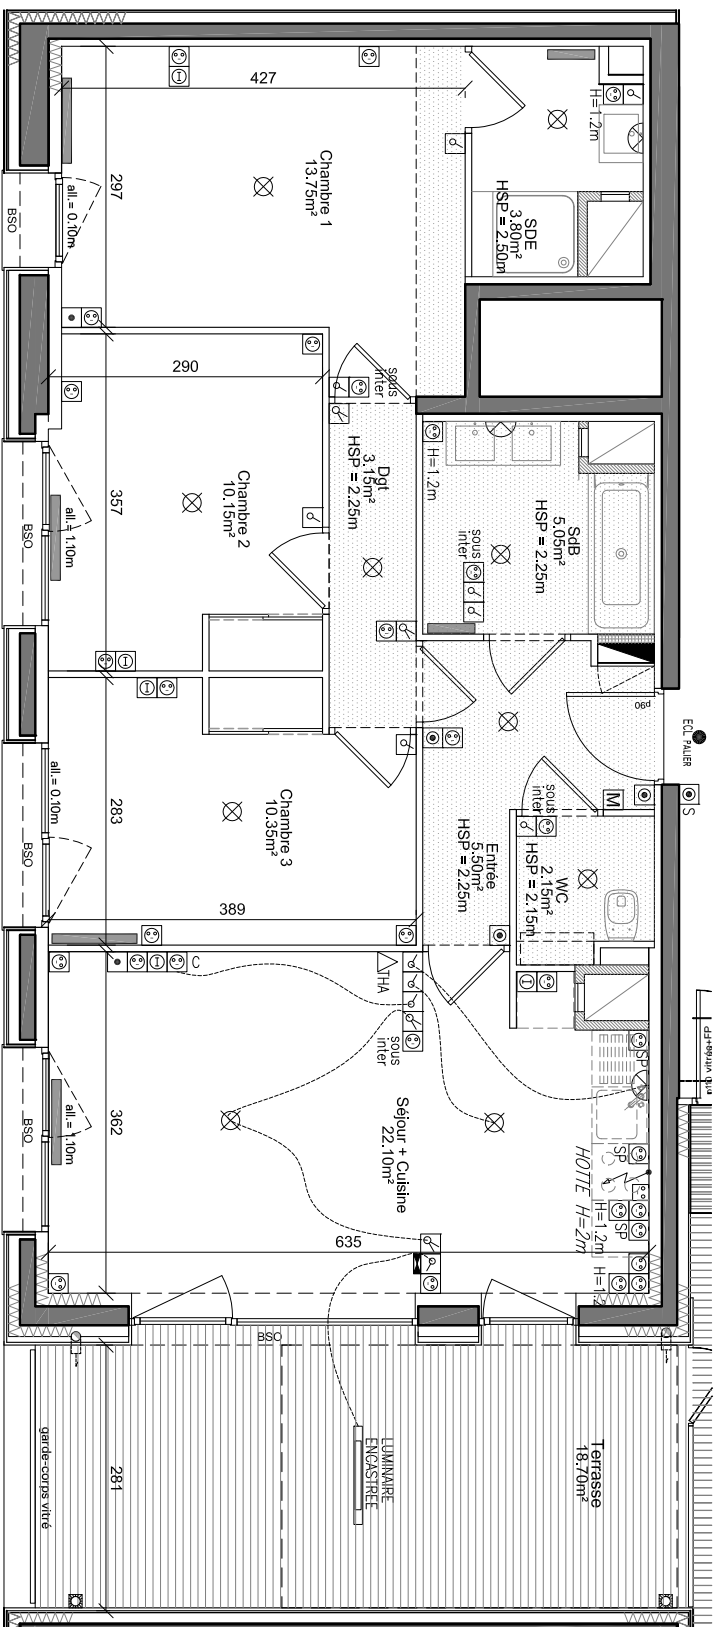 427
H=1.2m
297
Chambre 1
13.75m²
all.= 0.10m
BSO
SDE
3.80m²
HSP = 2.50m
290
sous
inter
Dgt
3.15m²
HSP = 2.25m
H=1.2m
357
Chambre 2
10.15m²
all.= 1.10m
BSO
SdB
5.05m²
HSP = 2.25m
sous
inter
p90
ECL PALIER
M
S
all.= 0.10m
283
BSO
Chambre 3
10.35m²
389
sous
inter
Entrée
5.50m²
HSP = 2.25m
WC
2.15m²
HSP = 2.15m
C
THA
sous
inter
SP
362
all.= 1.10m
BSO
Séjour + Cuisine
22.10m²
SP
HOTTE H=2m
H=1.2m
SP
635
H=1.2
BSO
281
garde-corps vitré
LUMINAIRE
ENCASTREE
Terrasse
18.70m²